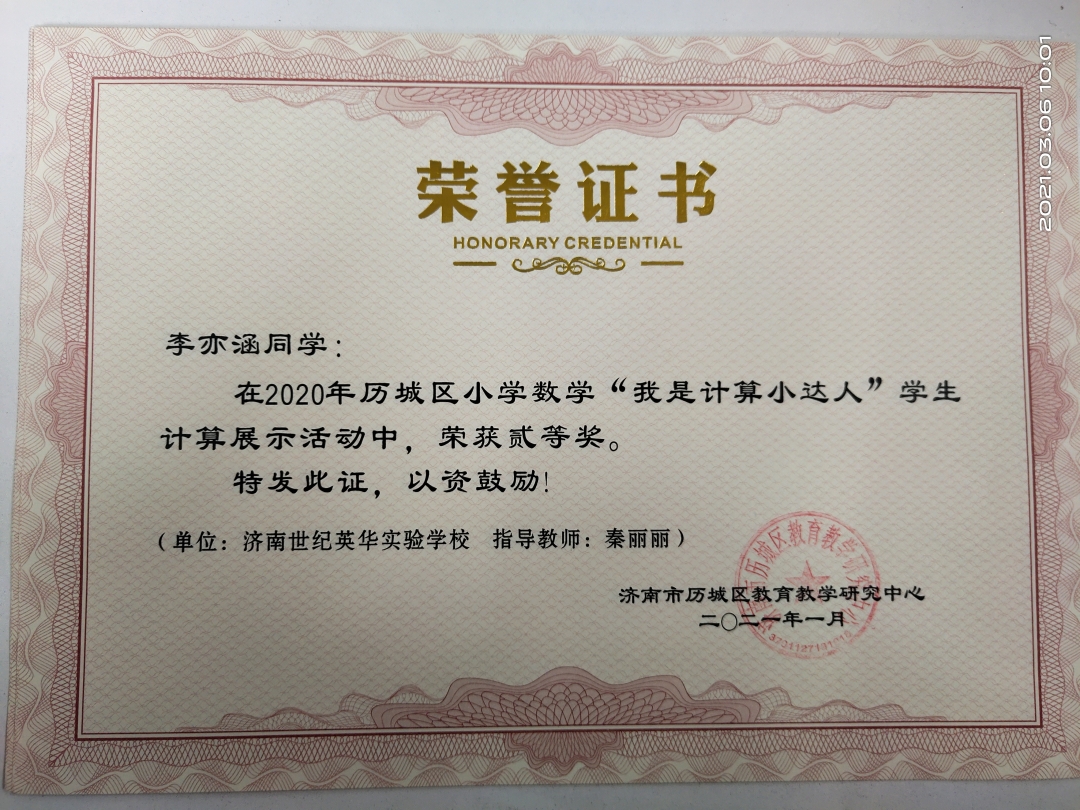 荣誉证书
HONORARY CREDENTIAL
李亦涵同学：
在2020年历城区小学数学“我是计算小达人”学生
计算展示活动中，荣获贰等奖。
特发此证，以资鼓励！
（单位：济南世纪英华实验学校 指导教师：秦丽丽）
济南市历城区教育教学研究中心
二〇二一年一月
2021.03.06 10:01